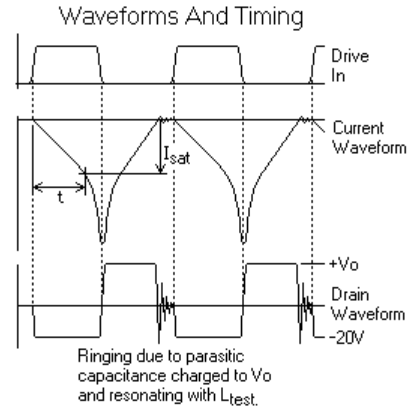 Waveforms And Timing
Drive
In
Current
Waveform
Isat
t
+Vo
Drain
Waveform
-20V
Ringing due to parasitic
capacitance charged to Vo
and resonating with Ltest.